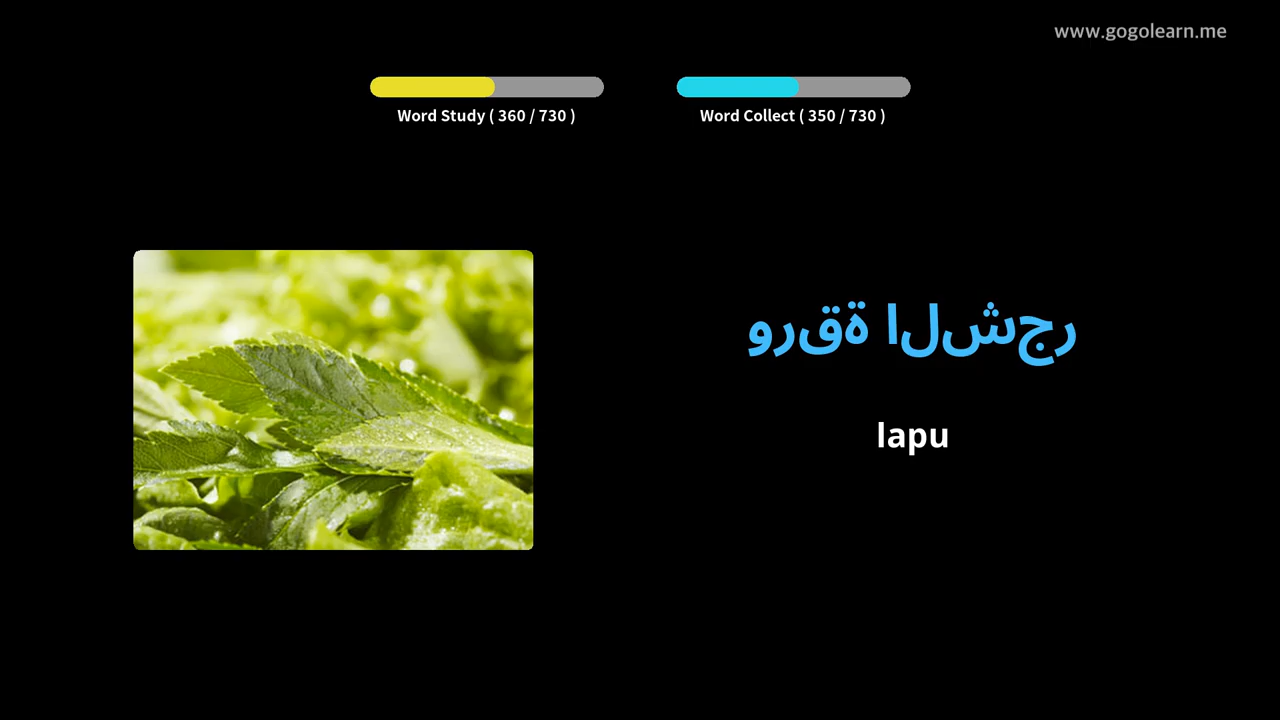 www.gogolearn.me
Word Study ( 360 / 730 )
Word Collect ( 350 / 730 )
ورقة الشجر
lapu